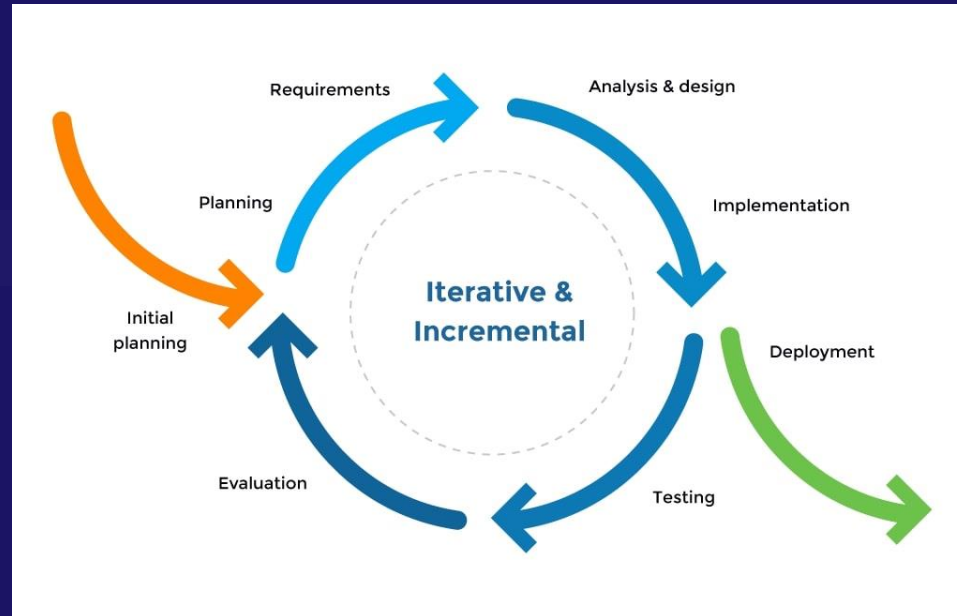 Requirements
Analysis & design
Planning
Implementation
Iterative &
Incremental
Initial
planning
Deployment
Evaluation
Testing